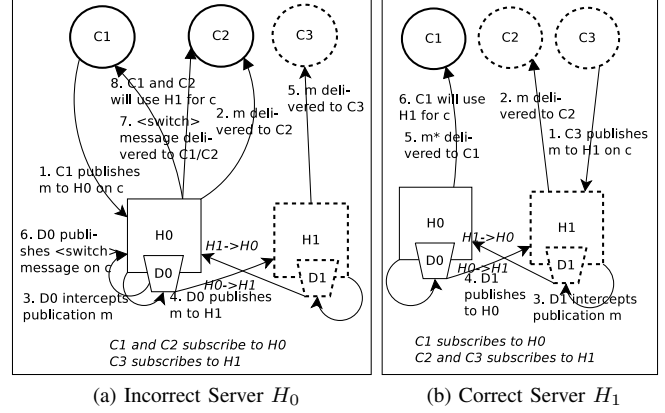 C1
C2
C3
8. C1 and C2
will use H1 for c
7. <switch>
message deli-
vered to C1/C2
2. m deli-
vered to C2
5. m deli-
vered to C3
1. C1 publishes
m to H0 on c
H0
D0
H1
D1
H1->H0
H0->H1
6. D0 publi-
shes <switch>
message on c
3. D0 intercepts
publication m
4. D0 publishes
m to H1
C1 and C2 subscribe to H0
C3 subscribes to H1
(a) Incorrect Server H0
C1
C2
C3
6. C1 will use
H1 for c
5. m* deli-
vered to C1
2. m delivered
to C2
1. C3 publishes
m to H1 on c
H0
D0
H1
D1
H1->H0
H0->H1
4. D1
publishes
to H0
3. D1 intercepts
publication m
C1 subscribes to H0
C2 and C3 subscribes to H1
(b) Correct Server H1